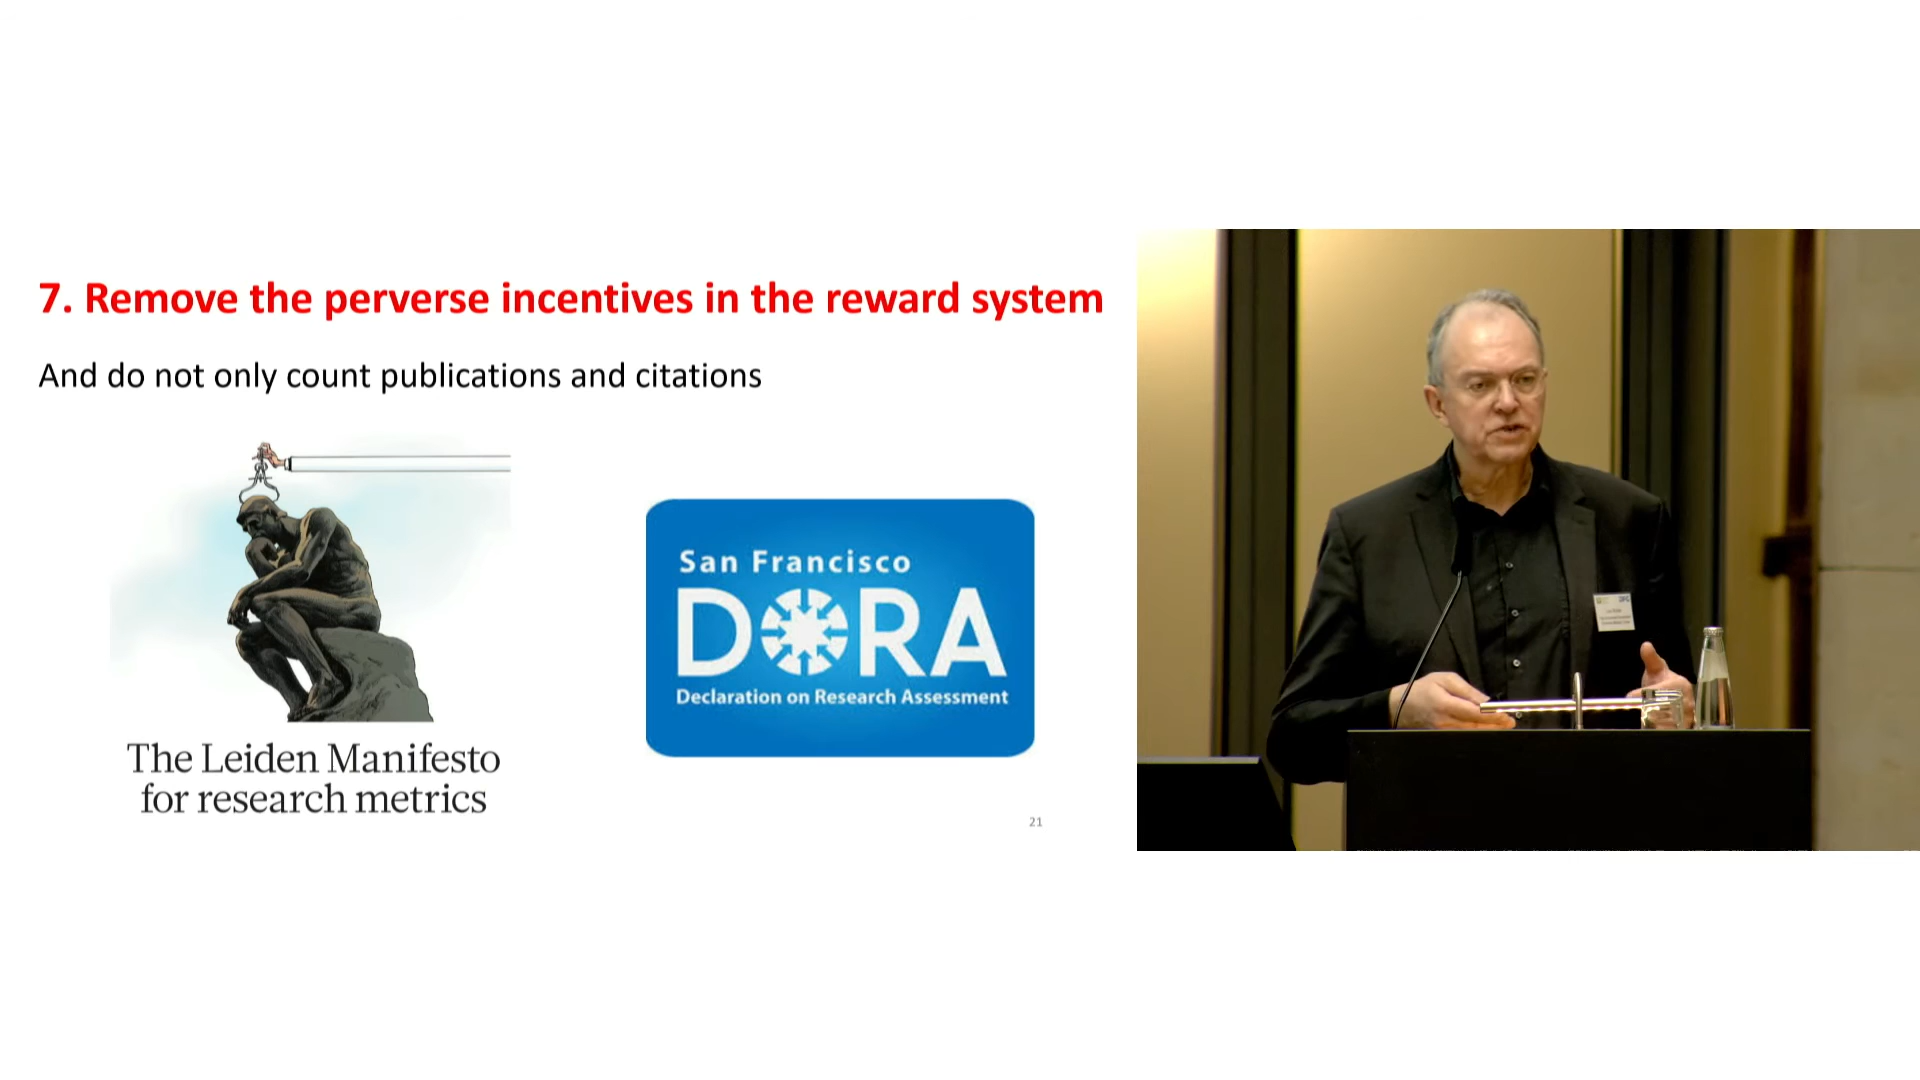 7. Remove the perverse incentives in the reward system
And do not only count publications and citations
San Francisco
DORA
Declaration on Research Assessment
The Leiden Manifesto
for research metrics
21